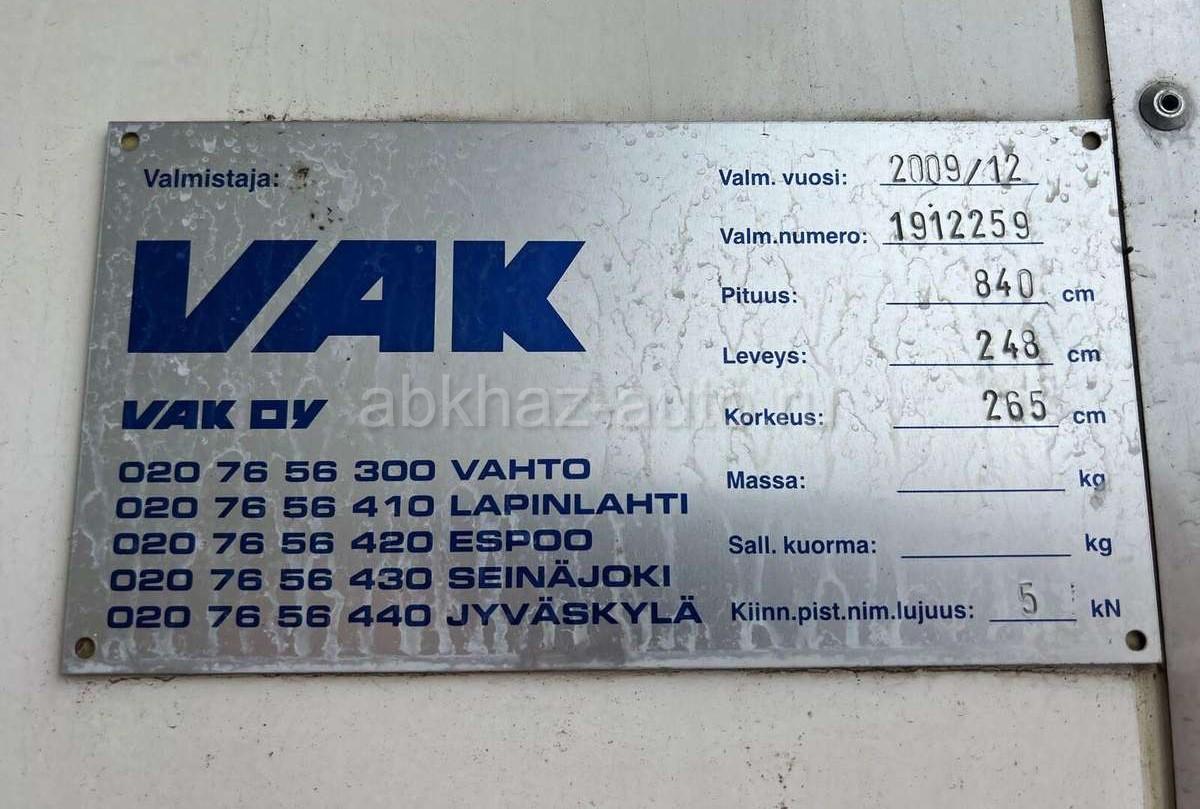 Valmistaja:
VAK
VAK OY
020 76 56 300 VAHTO
020 76 56 410 LAPINLAHTI
020 76 56 420 ESPOO
020 76 56 430 SEINÄJOKI
020 76 56 440 JYVÄSKYLÄ
Valm. vuosi: 2009/12
Valm.numero: 1912259
Pituus: 840 cm
Leveys: 248 cm
Korkeus: 265 cm
Massa: kg
Sall. kuorma: kg
Kiinn.pist.nim.lujuus: 5 kN
abkhaz-auto.ru